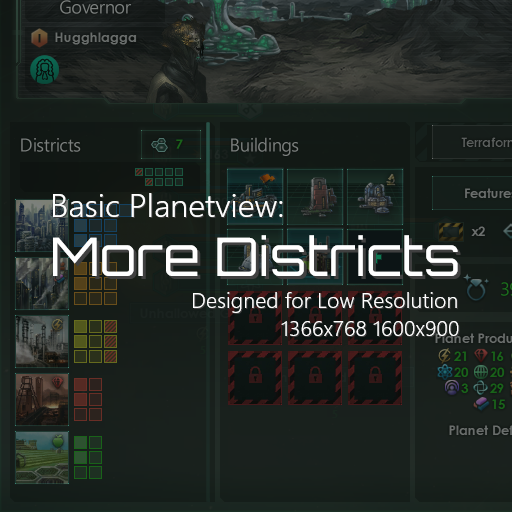 Governor
Hugghlagga
Districts
7
Buildings
Terraform
Features
x2
Basic Planetview:
More Districts
Designed for Low Resolution
1366x768 1600x900
Planet Produ
21 16
20 20
3 29
15
Planet Def